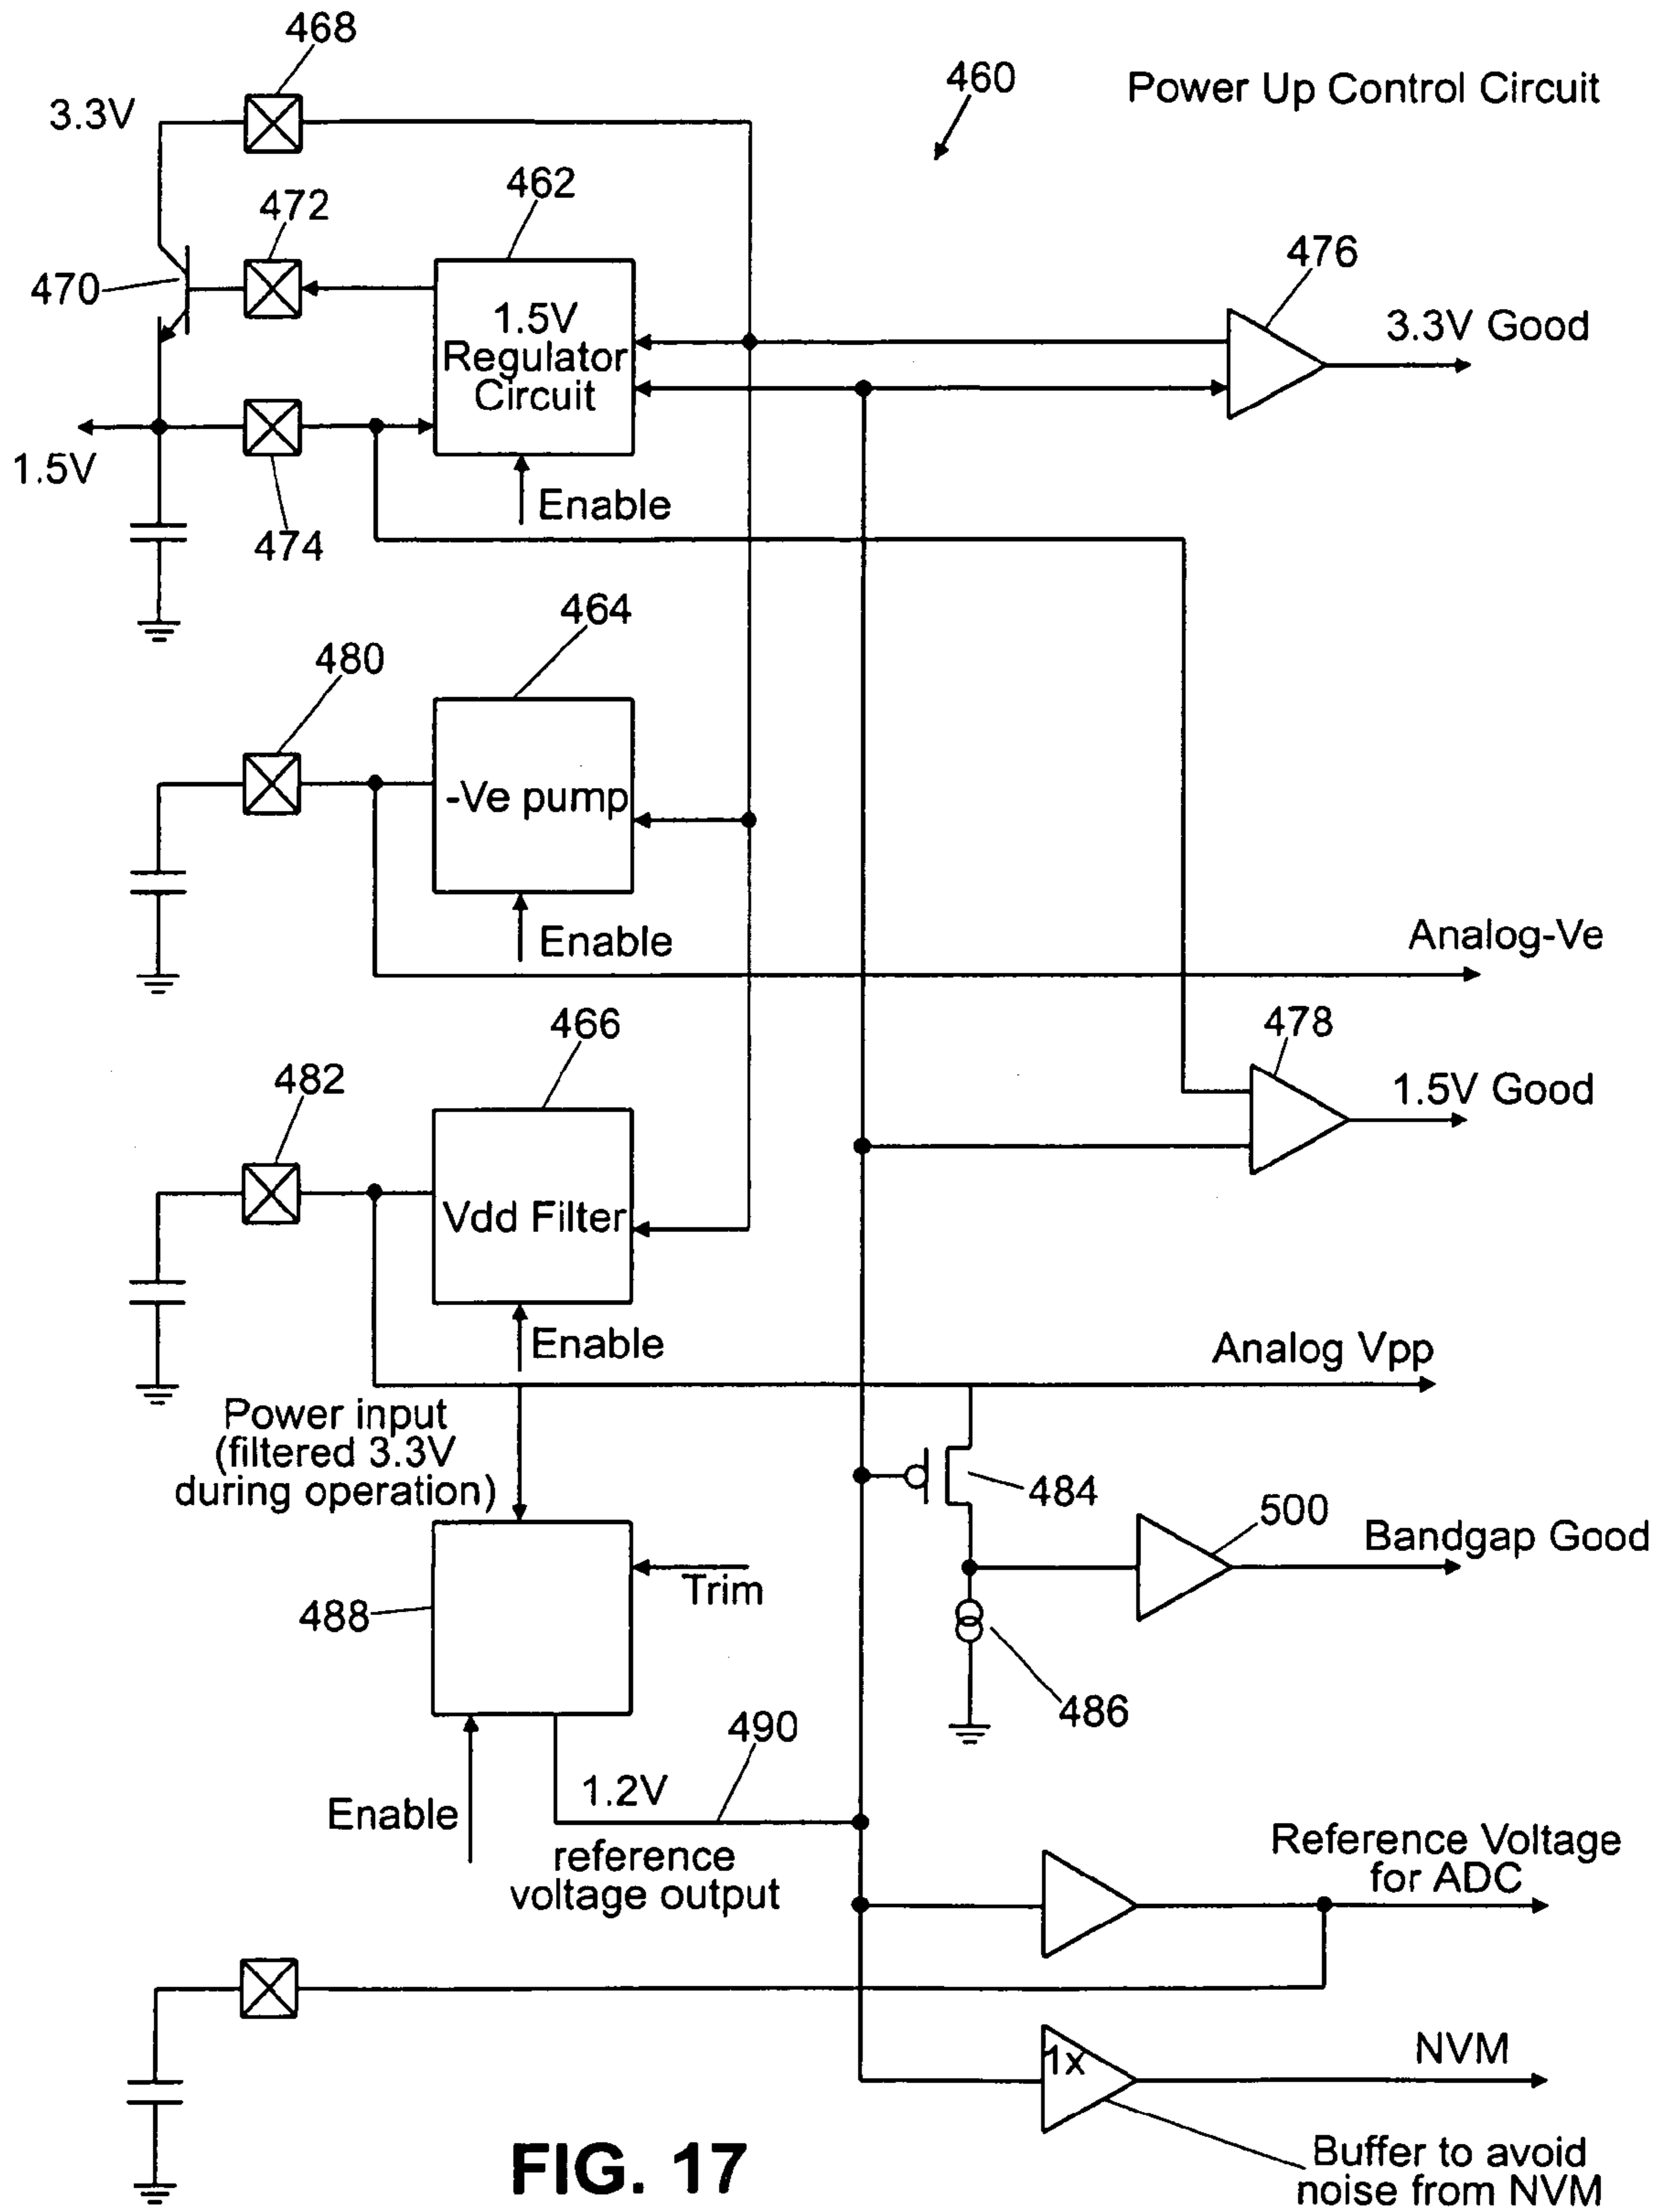 468
3.3V
460
Power Up Control Circuit
462
472
470
476
1.5V
Regulator
Circuit
3.3V Good
1.5V
474
Enable
464
480
-Ve pump
Enable
Analog-Ve
466
478
482
1.5V Good
Vdd Filter
Enable
Analog Vpp
Power input
(filtered 3.3V
during operation)
484
500
Bandgap Good
Trim
488
486
490
1.2V
Enable
reference
voltage output
Reference Voltage
for ADC
1x
NVM
Buffer to avoid
noise from NVM
FIG. 17